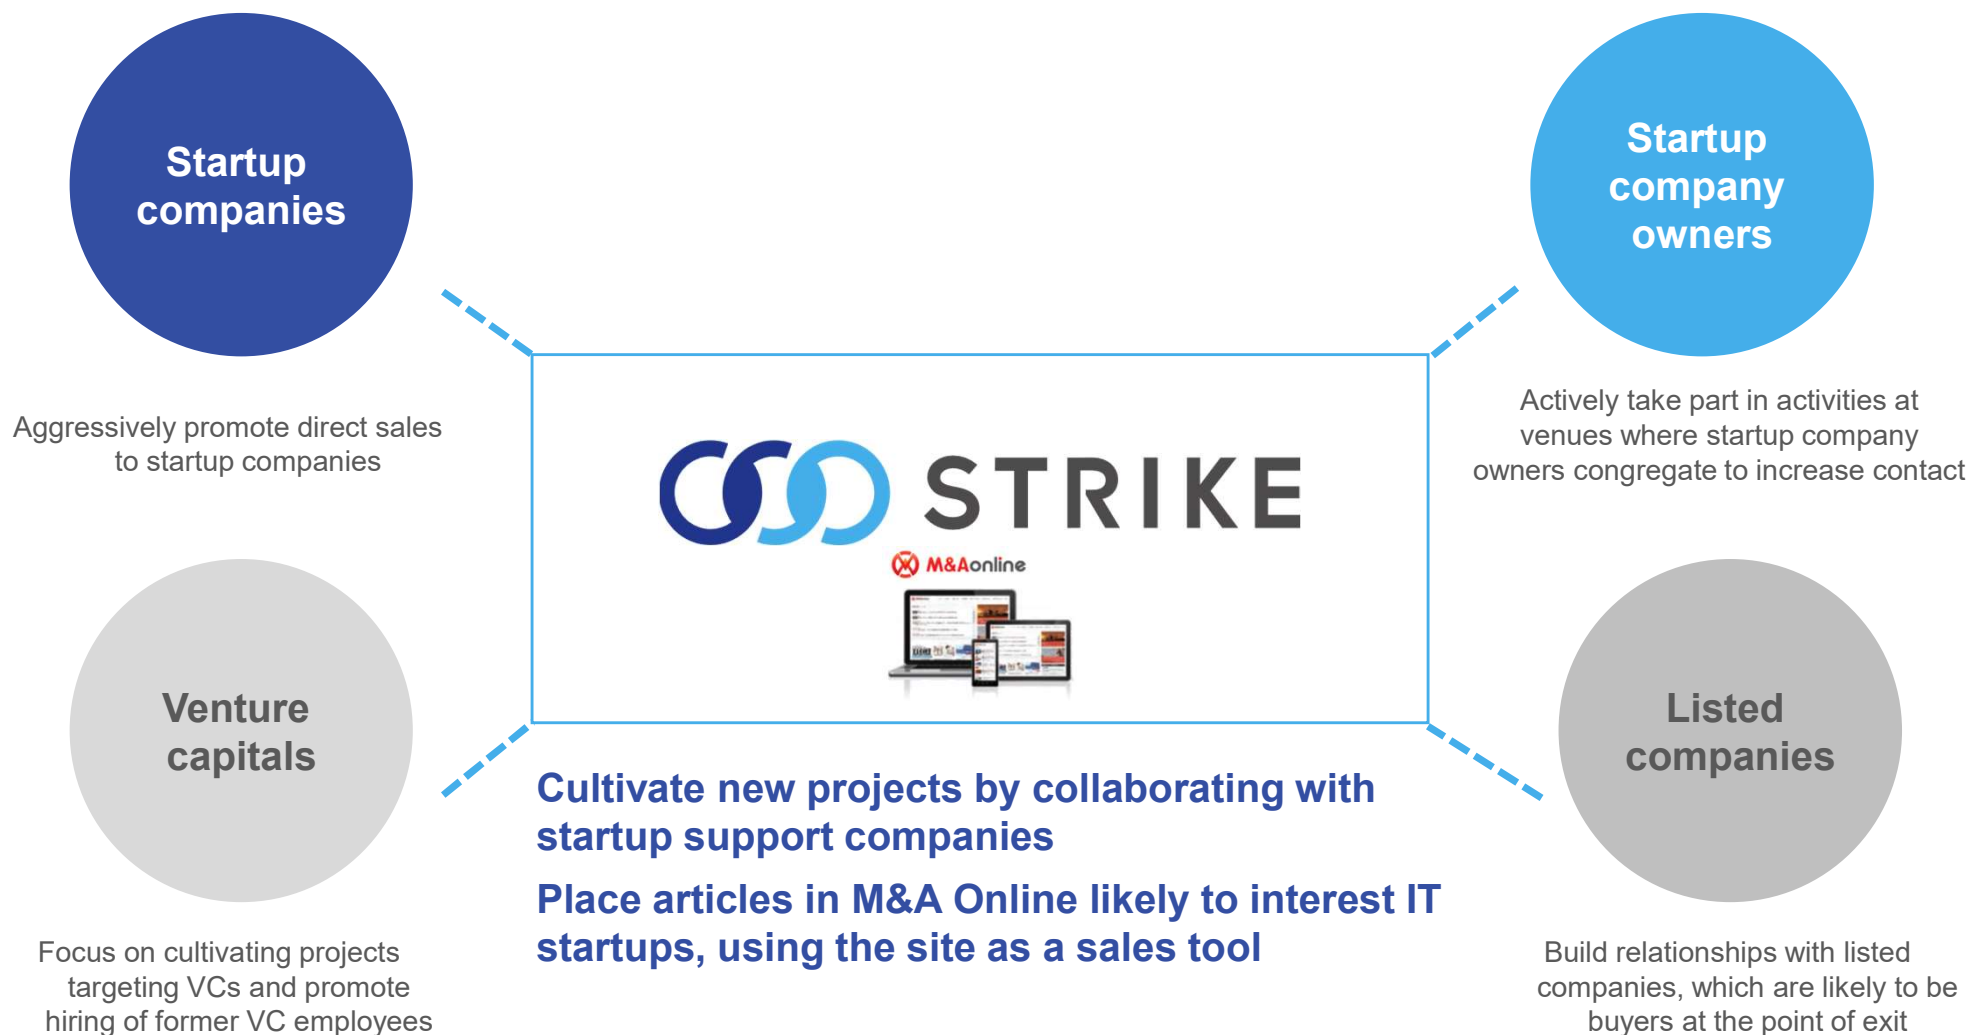 Startup
companies
Aggressively promote direct sales
to startup companies
Startup
company
owners
Actively take part in activities at
venues where startup company
owners congregate to increase contact
STRIKE
M&Aonline
Venture
capitals
Focus on cultivating projects
targeting VCs and promote
hiring of former VC employees
Cultivate new projects by collaborating with
startup support companies
Place articles in M&A Online likely to interest IT
startups, using the site as a sales tool
Listed
companies
Build relationships with listed
companies, which are likely to be
buyers at the point of exit